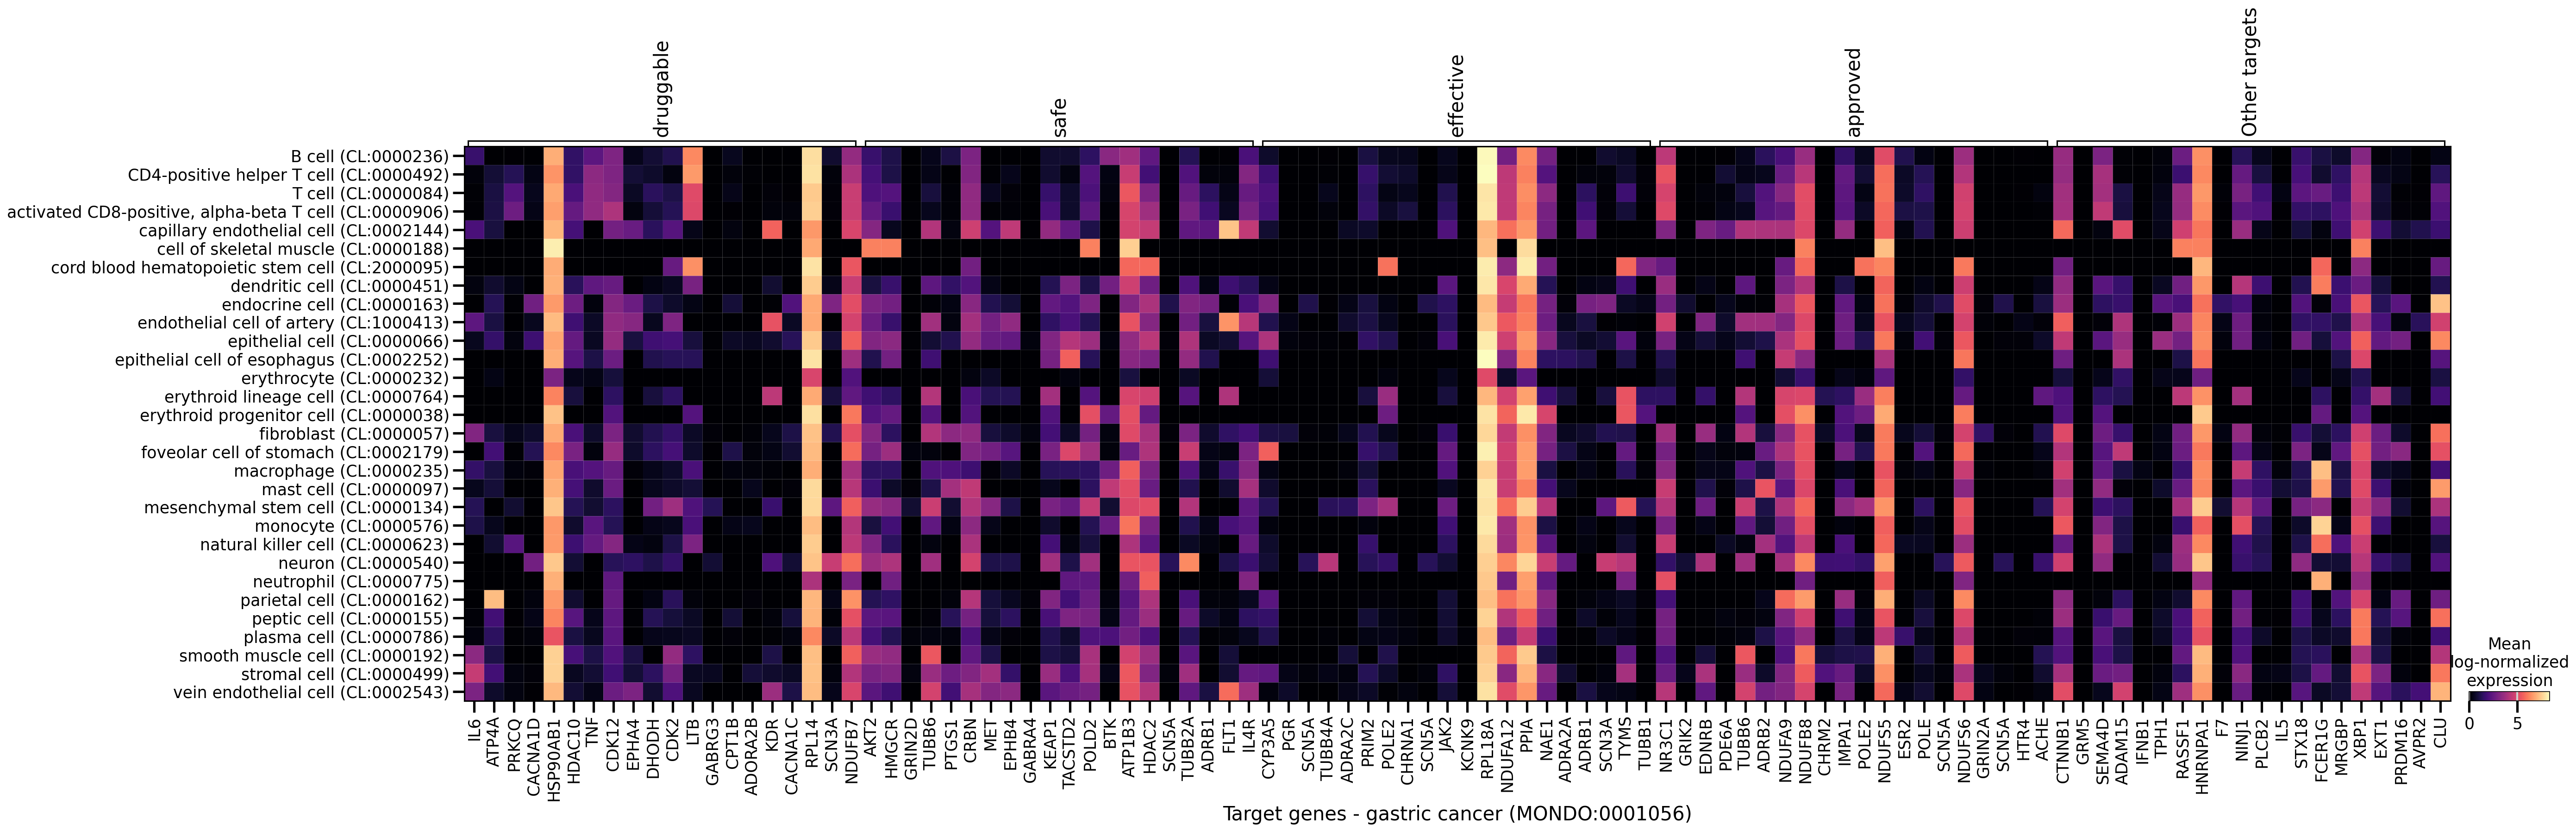 druggable
safe
effective
approved
Other targets
B cell (CL:0000236)
CD4-positive helper T cell (CL:0000492)
T cell (CL:0000084)
activated CD8-positive, alpha-beta T cell (CL:0000906)
capillary endothelial cell (CL:0002144)
cell of skeletal muscle (CL:0000188)
cord blood hematopoietic stem cell (CL:2000095)
dendritic cell (CL:0000451)
endocrine cell (CL:0000163)
endothelial cell of artery (CL:1000413)
epithelial cell (CL:0000066)
epithelial cell of esophagus (CL:0002252)
erythrocyte (CL:0000232)
erythroid lineage cell (CL:0000764)
erythroid progenitor cell (CL:0000038)
fibroblast (CL:0000057)
foveolar cell of stomach (CL:0002179)
macrophage (CL:0000235)
mast cell (CL:0000097)
mesenchymal stem cell (CL:0000134)
monocyte (CL:0000576)
natural killer cell (CL:0000623)
neuron (CL:0000540)
neutrophil (CL:0000775)
parietal cell (CL:0000162)
peptic cell (CL:0000155)
plasma cell (CL:0000786)
smooth muscle cell (CL:0000192)
stromal cell (CL:0000499)
vein endothelial cell (CL:0002543)
Mean
log-normalized
expression
0
5
IL6
ATP4A
PRKCQ
CACNA1D
HSP90AB1
HDAC10
TNF
CDK12
EPHA4
DHODH
CDK2
LTB
GABRG3
CPT1B
ADORA2B
KDR
CACNA1C
RPL14
SCN3A
NDUFB7
AKT2
HMGCR
GRIN2D
TUBB6
PTGS1
CRBN
MET
EPHB4
GABRA4
KEAP1
TACSTD2
POLD2
BTK
ATP1B3
HDAC2
SCN5A
TUBB2A
ADRB1
FLT1
IL4R
CYP3A5
PGR
SCN5A
TUBB4A
ADRA2C
PRIM2
POLE2
CHRNA1
SCN5A
JAK2
KCNK9
RPL18A
NDUFA12
PPIA
NAE1
ADRA2A
ADRB1
SCN3A
TYMS
TUBB1
NR3C1
GRIK2
EDNRB
PDE6A
TUBB6
ADRB2
NDUFA9
NDUFB8
CHRM2
IMPA1
POLE2
NDUFS5
ESR2
POLE
SCN5A
NDUFS6
GRIN2A
SCN5A
HTR4
ACHE
CTNNB1
GRM5
SEMA4D
ADAM15
IFNB1
TPH1
RASSF1
HNRNPA1
F7
NINJ1
PLCB2
IL5
STX18
FCER1G
MRGBP
XBP1
EXT1
PRDM16
AVPR2
CLU
Target genes - gastric cancer (MONDO:0001056)